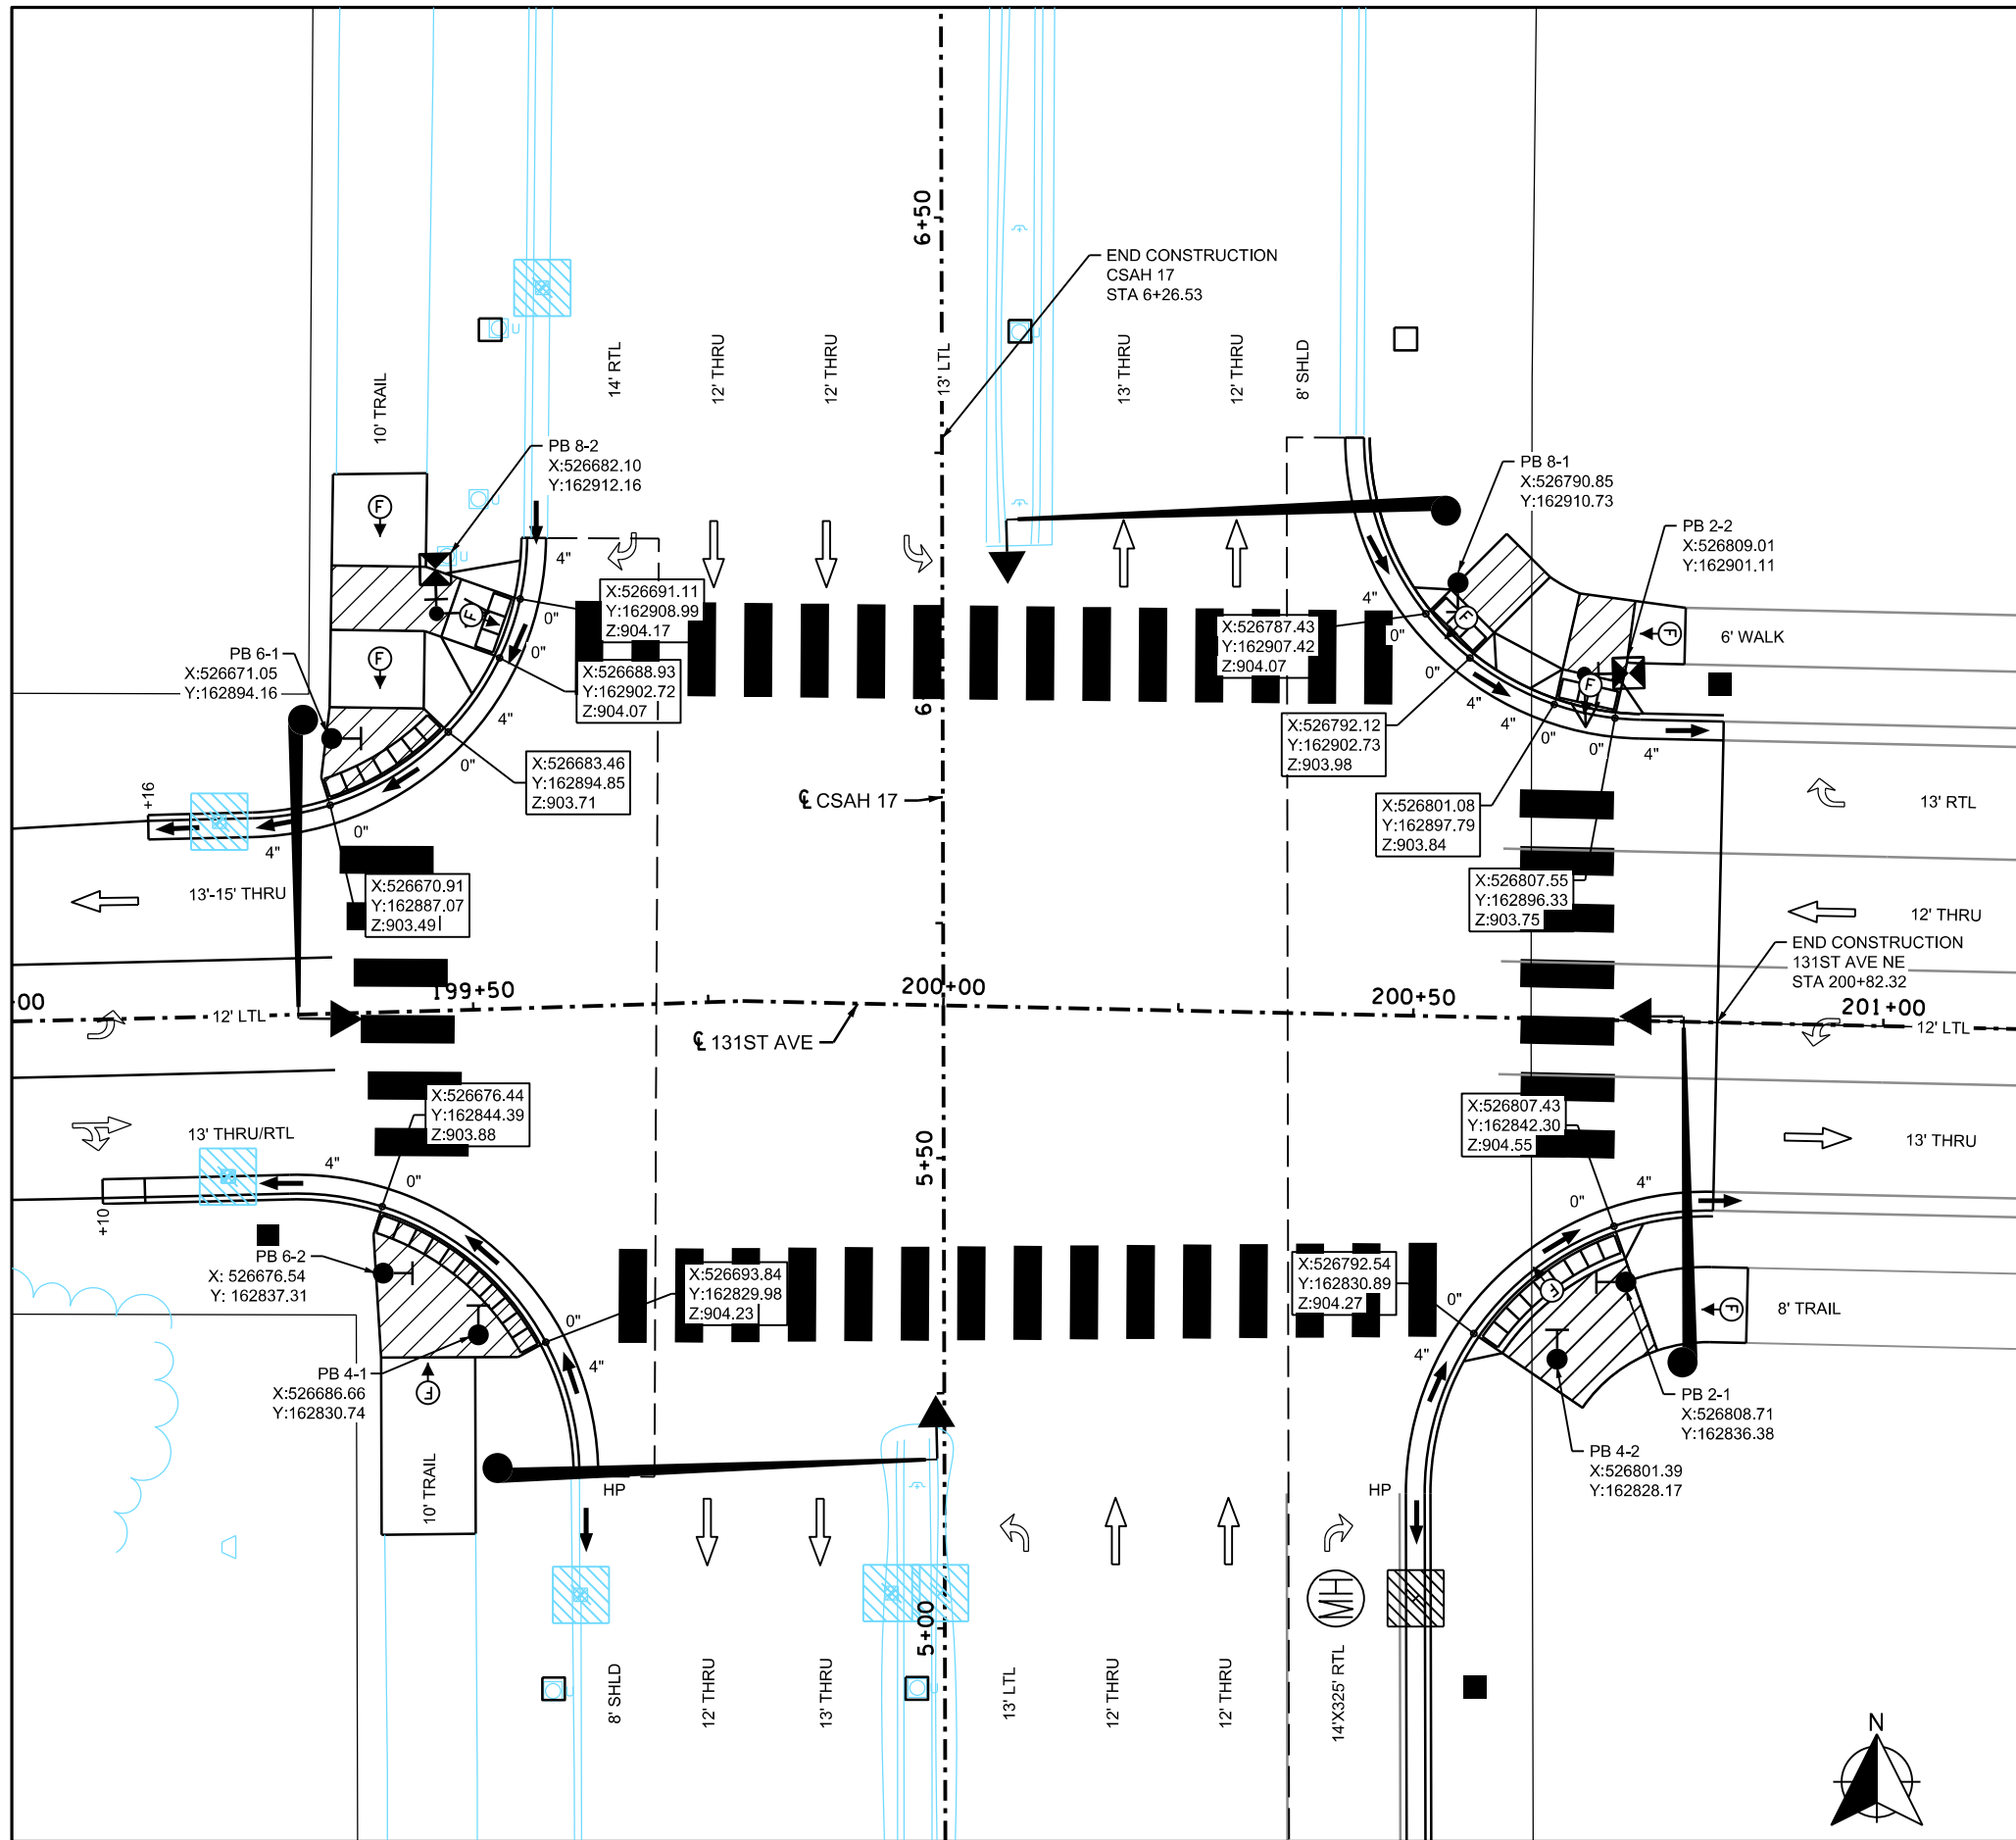 6+50
END CONSTRUCTION
CSAH 17
STA 6+26.53
14' RTL
12' THRU
12' THRU
13' LTL
13' THRU
12' THRU
8' SHLD
10' TRAIL
U
U
U
U
PB 8-2
X:526682.10
Y:162912.16
PB 8-1
X:526790.85
Y:162910.73
PB 2-2
X:526809.01
Y:162901.11
F
4"
X:526691.11
Y:162908.99
Z:904.17
F
0"
0"
X:526688.93
Y:162902.72
Z:904.07
4"
PB 6-1
X:526671.05
Y:162894.16
F
0"
X:526683.46
Y:162894.85
Z:903.71
4"
0"
X:526787.43
Y:162907.42
Z:904.07
F
0"
4"
4"
0"
0"
4"
F
F
6' WALK
X:526792.12
Y:162902.73
Z:903.98
6
+16
0"
4"
CSAH 17
X:526801.08
Y:162897.79
Z:903.84
13' RTL
13'-15' THRU
X:526670.91
Y:162887.07
Z:903.49
X:526807.55
Y:162896.33
Z:903.75
12' THRU
END CONSTRUCTION
131ST AVE NE
STA 200+82.32
00
199+50
200+00
200+50
201+00
12' LTL
12' LTL
131ST AVE
X:526676.44
Y:162844.39
Z:903.88
X:526807.43
Y:162842.30
Z:904.55
13' THRU/RTL
13' THRU
4"
0"
5+50
0"
4"
+10
PB 6-2
X: 526676.54
Y: 162837.31
X:526693.84
Y:162829.98
Z:904.23
X:526792.54
Y:162830.89
Z:904.27
F
F
8' TRAIL
0"
4"
0"
4"
PB 4-1
X:526686.66
Y:162830.74
F
PB 2-1
X:526808.71
Y:162836.38
PB 4-2
X:526801.39
Y:162828.17
10' TRAIL
HP
HP
MH
5+00
U
U
8' SHLD
12' THRU
13' THRU
13' LTL
12' THRU
12' THRU
14'X325' RTL
N